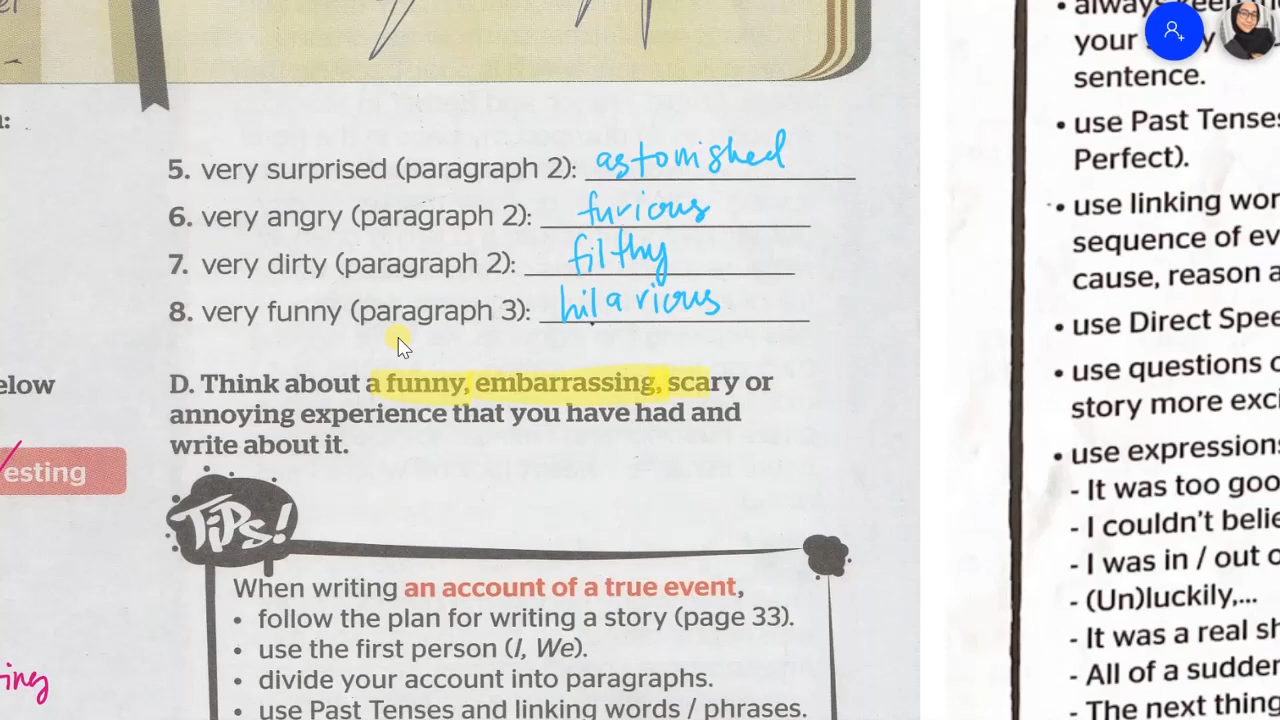 5. very surprised (paragraph 2): astonished
6. very angry (paragraph 2): furious
7. very dirty (paragraph 2): filthy
8. very funny (paragraph 3): hilarious
elow
D. Think about a funny, embarrassing, scary or
annoying experience that you have had and
write about it.
esting
TiPs!
When writing an account of a true event,
• follow the plan for writing a story (page 33).
• use the first person (I, We).
• divide your account into paragraphs.
• use Past Tenses and linking words / phrases.
ing
your
sentence.
• use Past Tenses
Perfect).
• use linking wor
sequence of ev
cause, reason a
• use Direct Spee
• use questions
story more exci
• use expressions
- It was too goo
- I couldn't belie
- I was in / out o
- (Un)luckily,...
- It was a real sh
- All of a sudden
- The next thing